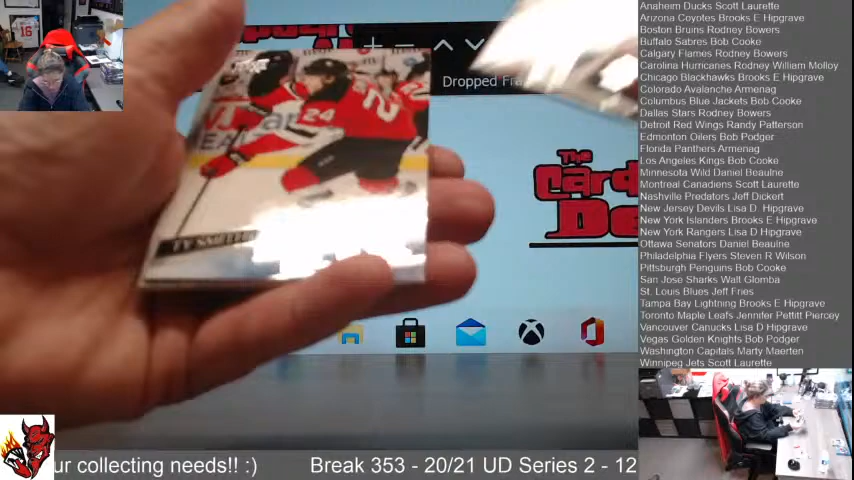 Anaheim Ducks Scott Laurette
Arizona Coyotes Brooks E Hipgrave
Boston Bruins Rodney Bowers
Buffalo Sabres Bob Cooke
Calgary Flames Rodney Bowers
Carolina Hurricanes Rodney William Molloy
Chicago Blackhawks Brooks E Hipgrave
Colorado Avalanche Armenag
Columbus Blue Jackets Bob Cooke
Dallas Stars Rodney Bowers
Detroit Red Wings Randy Patterson
Edmonton Oilers Bob Podger
Florida Panthers Armenag
Los Angeles Kings Bob Cooke
Minnesota Wild Daniel Beaulne
Montreal Canadiens Scott Laurette
Nashville Predators Jeff Dickert
New Jersey Devils Lisa D. Hipgrave
New York Islanders Brooks E Hipgrave
New York Rangers Lisa D Hipgrave
Ottawa Senators Daniel Beaulne
Philadelphia Flyers Steven R Wilson
Pittsburgh Penguins Bob Cooke
San Jose Sharks Walt Glomba
St. Louis Blues Jeff Fries
Tampa Bay Lightning Brooks E Hipgrave
Toronto Maple Leafs Jennifer Pettitt Piercey
Vancouver Canucks Lisa D Hipgrave
Vegas Golden Knights Bob Podger
Washington Capitals Marty Maerten
Winnipeg Jets Scott Laurette
16
Dropped Fra
24
TY SMITH
The
Card
De
ur collecting needs!! :) Break 353 - 20/21 UD Series 2 - 12